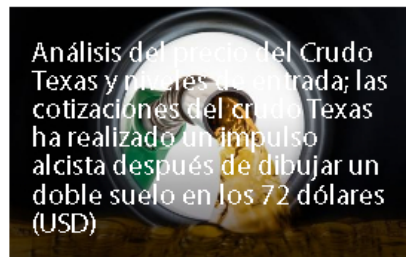 Análisis del precio del Crudo
Texas y niveles de entrada; las
cotizaciones del crudo Texas
ha realizado un impulso
alcista después de dibujar un
doble suelo en los 72 dólares
(USD)